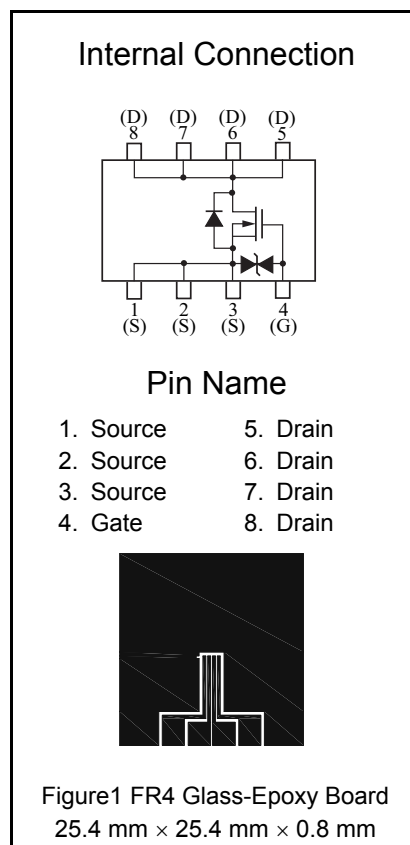 Internal Connection
(D) (D) (D) (D)
8 7 6 5
1 2 3 4
(S) (S) (S) (G)
Pin Name
1. Source 5. Drain
2. Source 6. Drain
3. Source 7. Drain
4. Gate 8. Drain
Figure1 FR4 Glass-Epoxy Board
25.4 mm × 25.4 mm × 0.8 mm